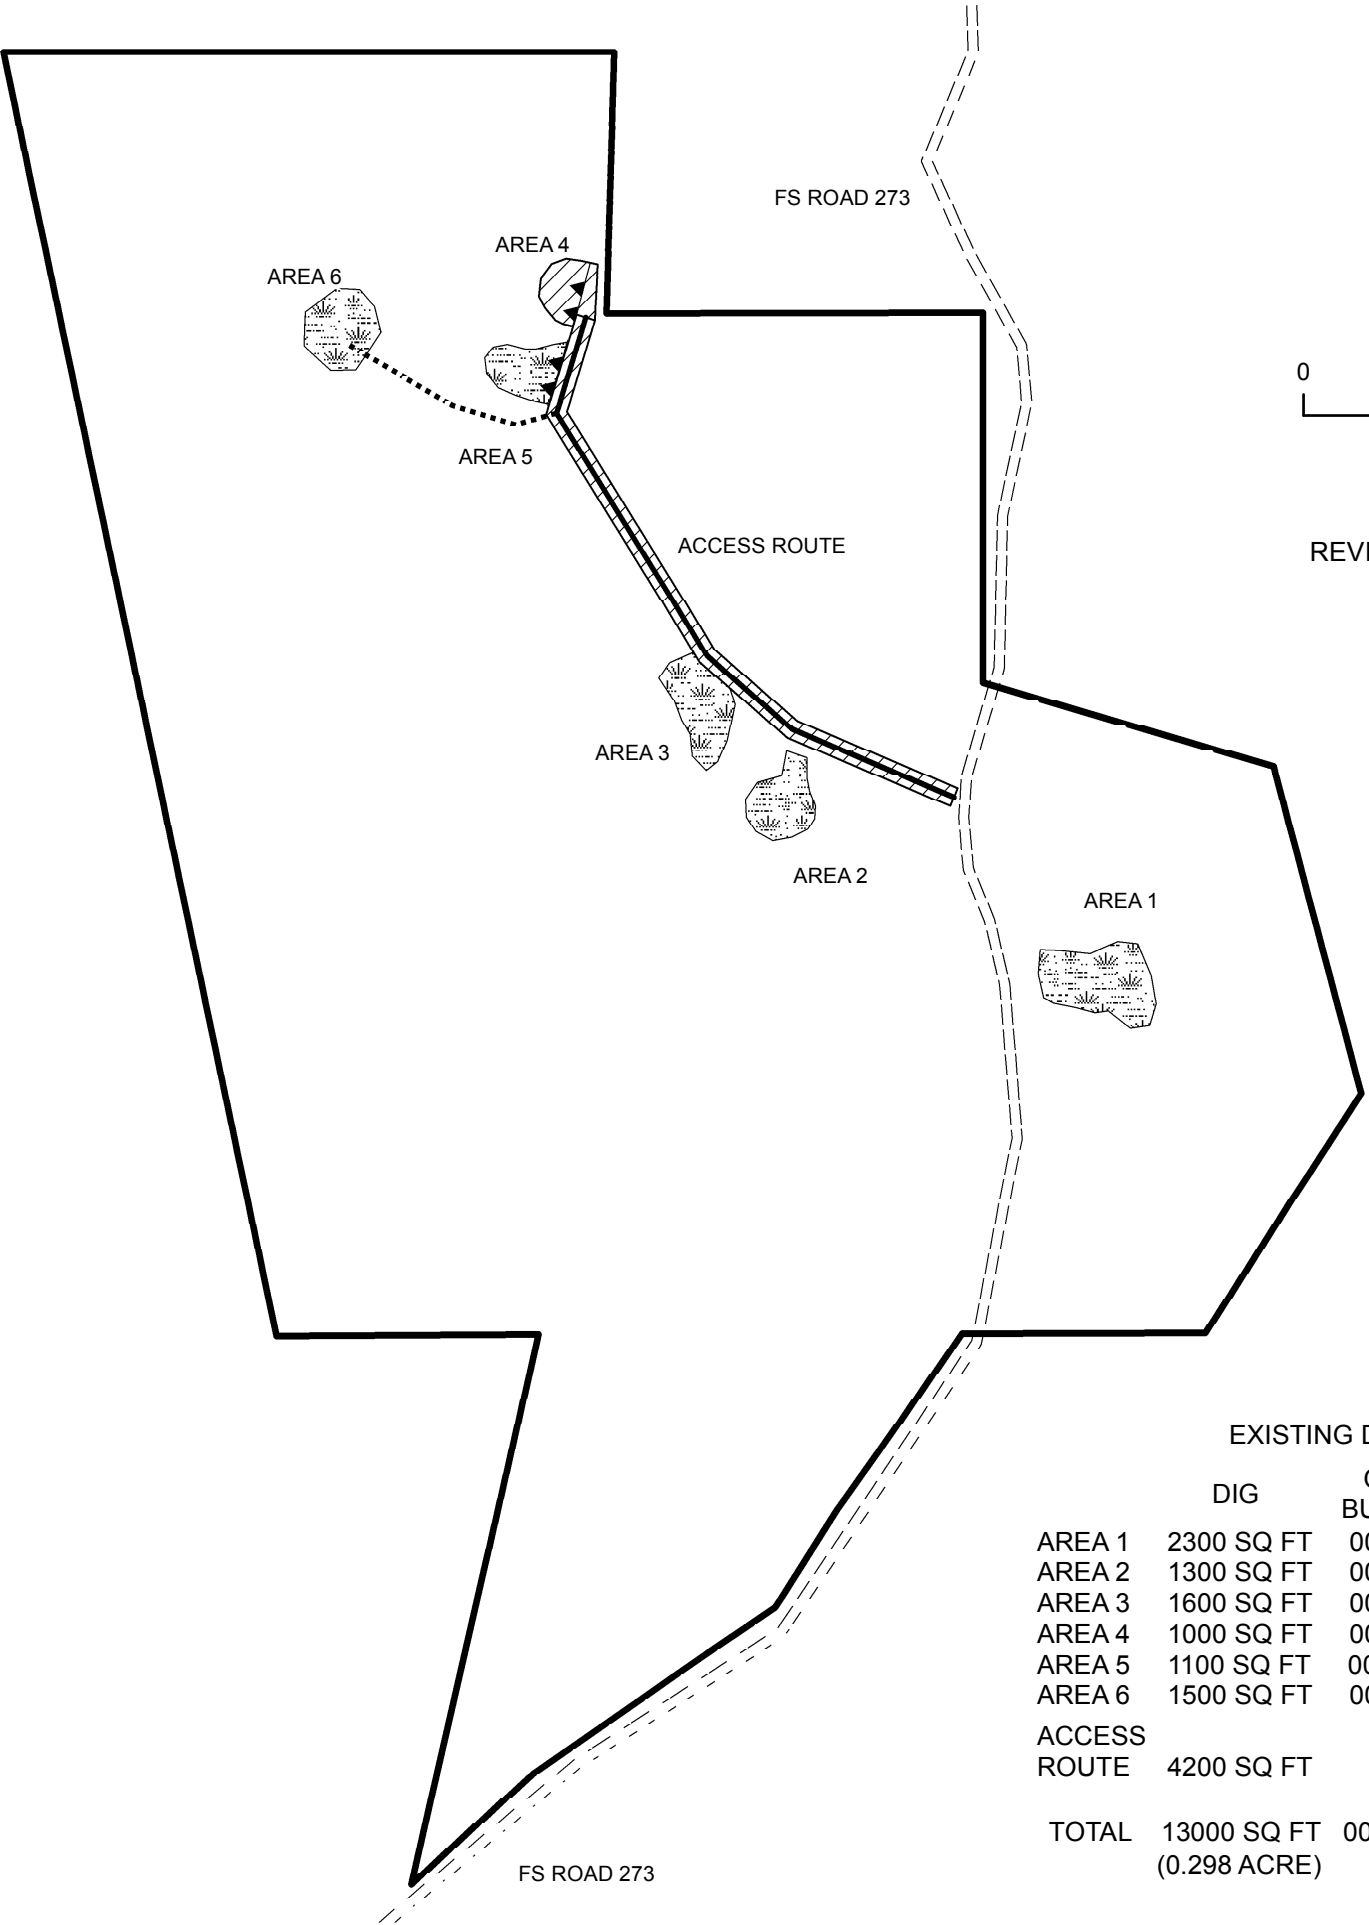 FS ROAD 273
AREA 4
AREA 6
0
AREA 5
ACCESS ROUTE
AREA 3
AREA 2
AREA 1
EXISTING
DIG
AREA 1 2300 SQ FT
AREA 2 1300 SQ FT
AREA 3 1600 SQ FT
AREA 4 1000 SQ FT
AREA 5 1100 SQ FT
AREA 6 1500 SQ FT
ACCESS
ROUTE 4200 SQ FT
TOTAL 13000 SQ FT
(0.298 ACRE)
FS ROAD 273